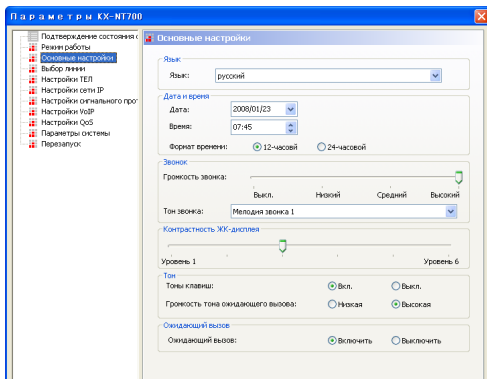 Параметры KX-NT700
Подтверждение состояния с
Режим работы
Основные настройки
Выбор линии
Настройки ТЕЛ
Настройки сети IP
Настройки сигнального прот
Настройки VoIP
Настройки QoS
Параметры системы
Перезапуск
Основные настройки
Язык
Язык: русский
Дата и время
Дата: 2008/01/23
Время: 07:45
Формат времени: 12-часовй 24-часовой
Звонок
Громкость звонка:
Выкл. Низкий Средний Высокий
Тон звонка: Мелодия звонка 1
Контрастность ЖК-дисплея
Уровень 1 Уровень 6
Тон
Тоны клавиш: Вкл. Выкл.
Громкость тона ожидающего вызова: Низкая Высокая
Ожидающий вызов
Ожидающий вызов: Включить Выключить